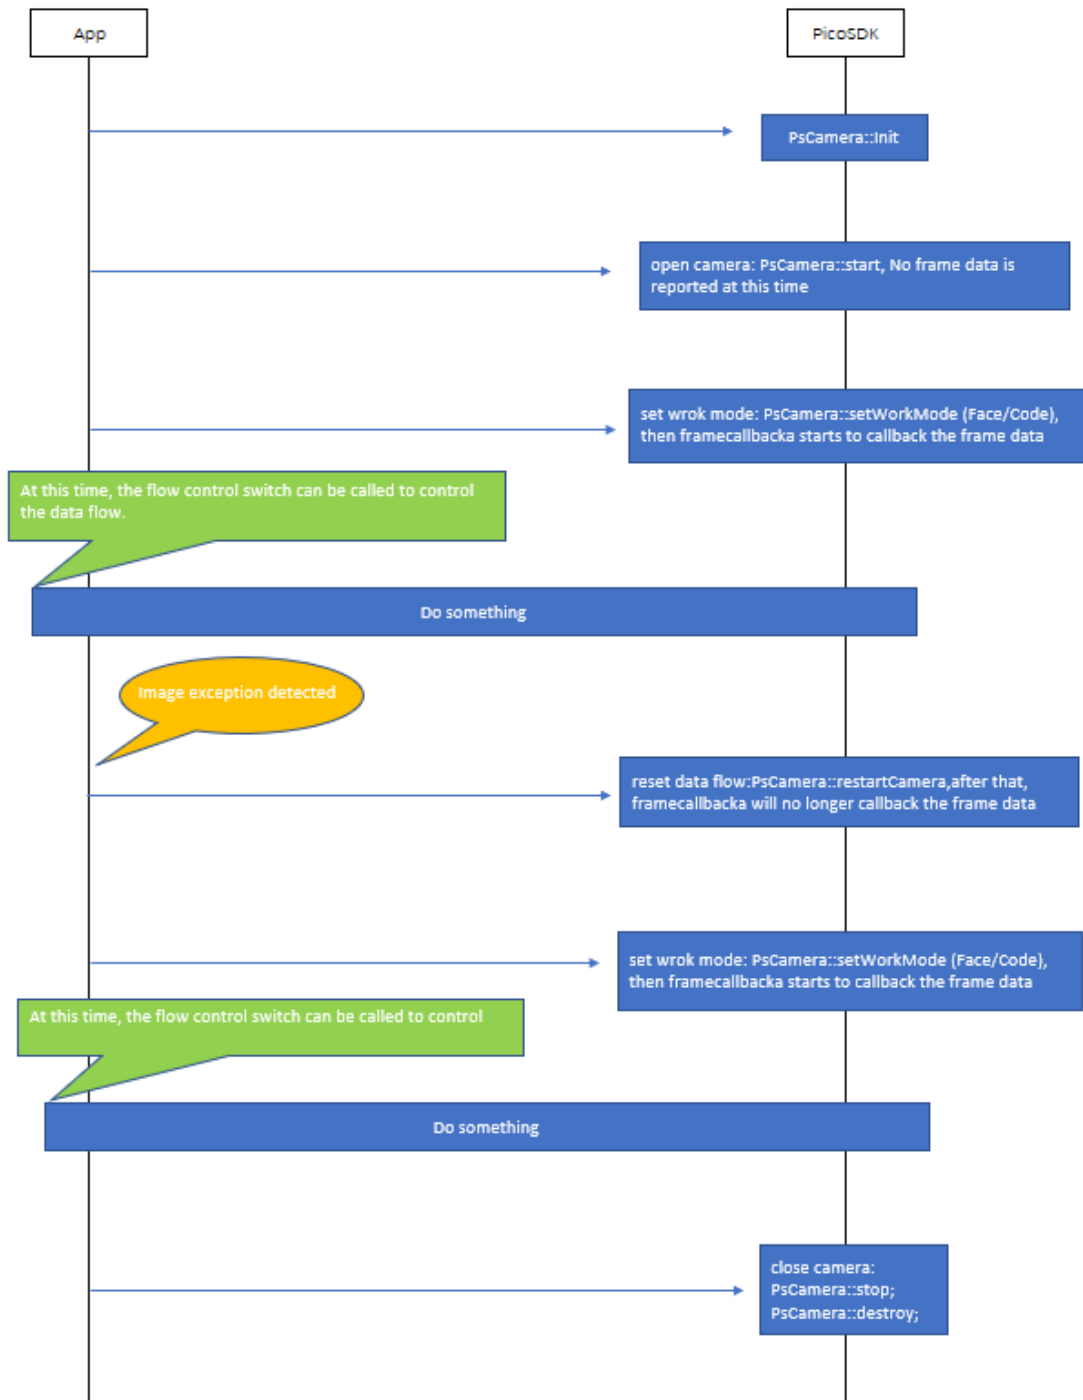 App
PicoSDK
PsCamera::Init
open camera: PsCamera::start, No frame data is
reported at this time
set wrok mode: PsCamera::setWorkMode (Face/Code),
then framecallbacka starts to callback the frame data
At this time, the flow control switch can be called to control
the data flow.
Do something
Image exception detected
reset data flow:PsCamera::restartCamera,after that,
framecallbacka will no longer callback the frame data
set wrok mode: PsCamera::setWorkMode (Face/Code),
then framecallbacka starts to callback the frame data
At this time, the flow control switch can be called to control
Do something
close camera:
PsCamera::stop;
PsCamera::destroy;